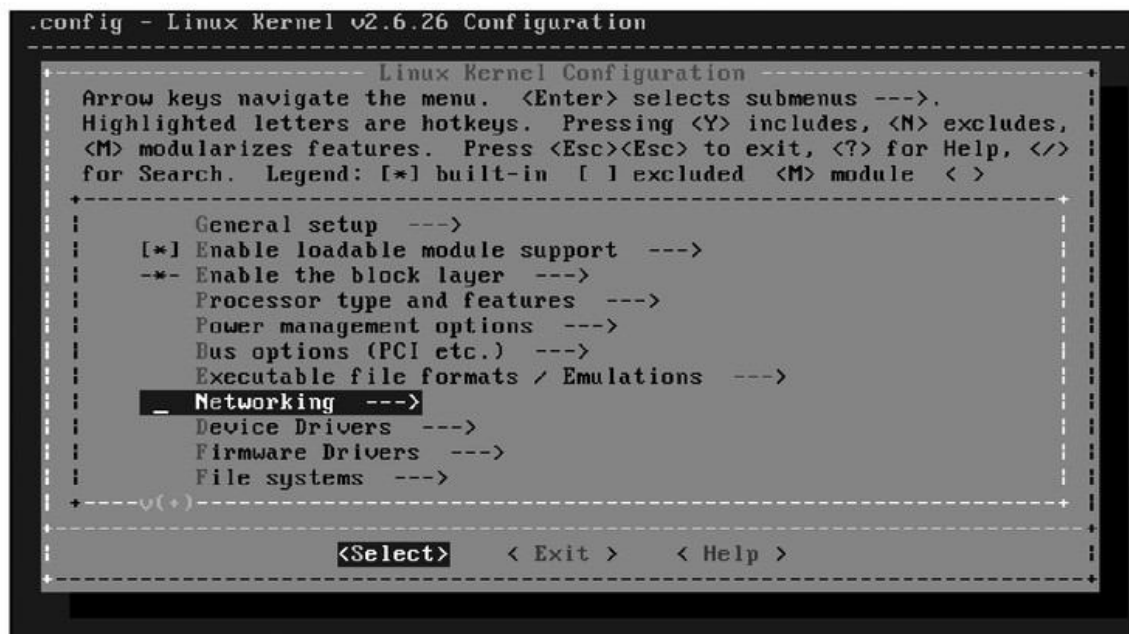 .config - Linux Kernel v2.6.26 Configuration
Linux Kernel Configuration
Arrow keys navigate the menu.  <Enter> selects submenus --->.
Highlighted letters are hotkeys.  Pressing <Y> includes, <N> excludes,
<M> modularizes features.  Press <Esc><Esc> to exit, <?> for Help, </>
for Search.  Legend: [*] built-in  [ ] excluded  <M> module  < >
General setup  --->
[*] Enable loadable module support  --->
-*- Enable the block layer  --->
Processor type and features  --->
Power management options  --->
Bus options (PCI etc.)  --->
Executable file formats / Emulations  --->
Networking  --->
Device Drivers  --->
Firmware Drivers  --->
File systems  --->
v(+)
<Select>    < Exit >    < Help >